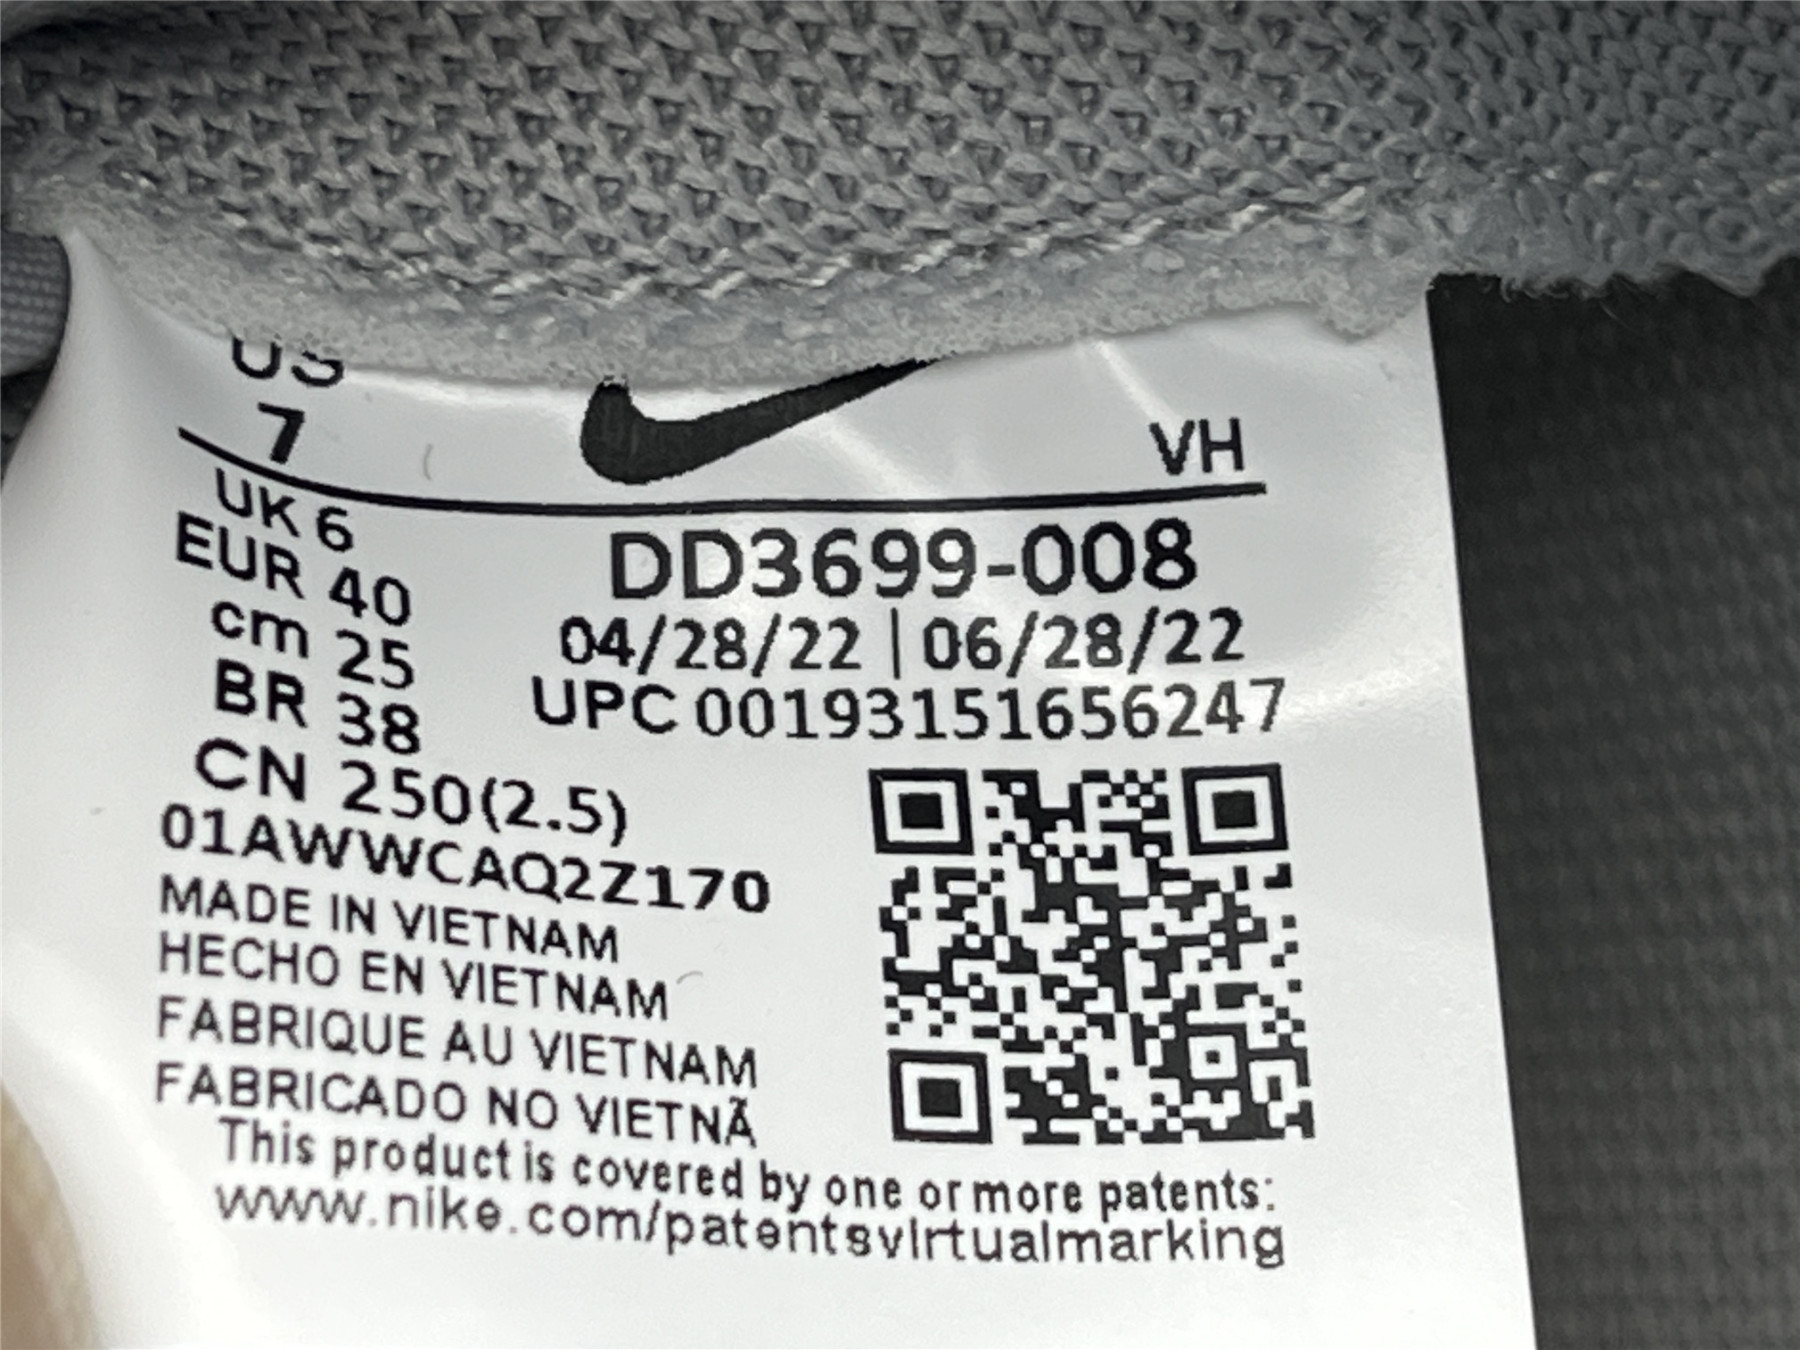 US
7
VH
UK 6
EUR 40
cm 25
BR 38
CN 250(2.5)
DD3699-008
04/28/22 | 06/28/22
UPC 00193151656247
01AWWCAQ2Z170
MADE IN VIETNAM
HECHO EN VIETNAM
FABRIQUE AU VIETNAM
FABRICADO NO VIETNÃ
This product is covered by one or more patents:
www.nike.com/patentsvirtualmarking